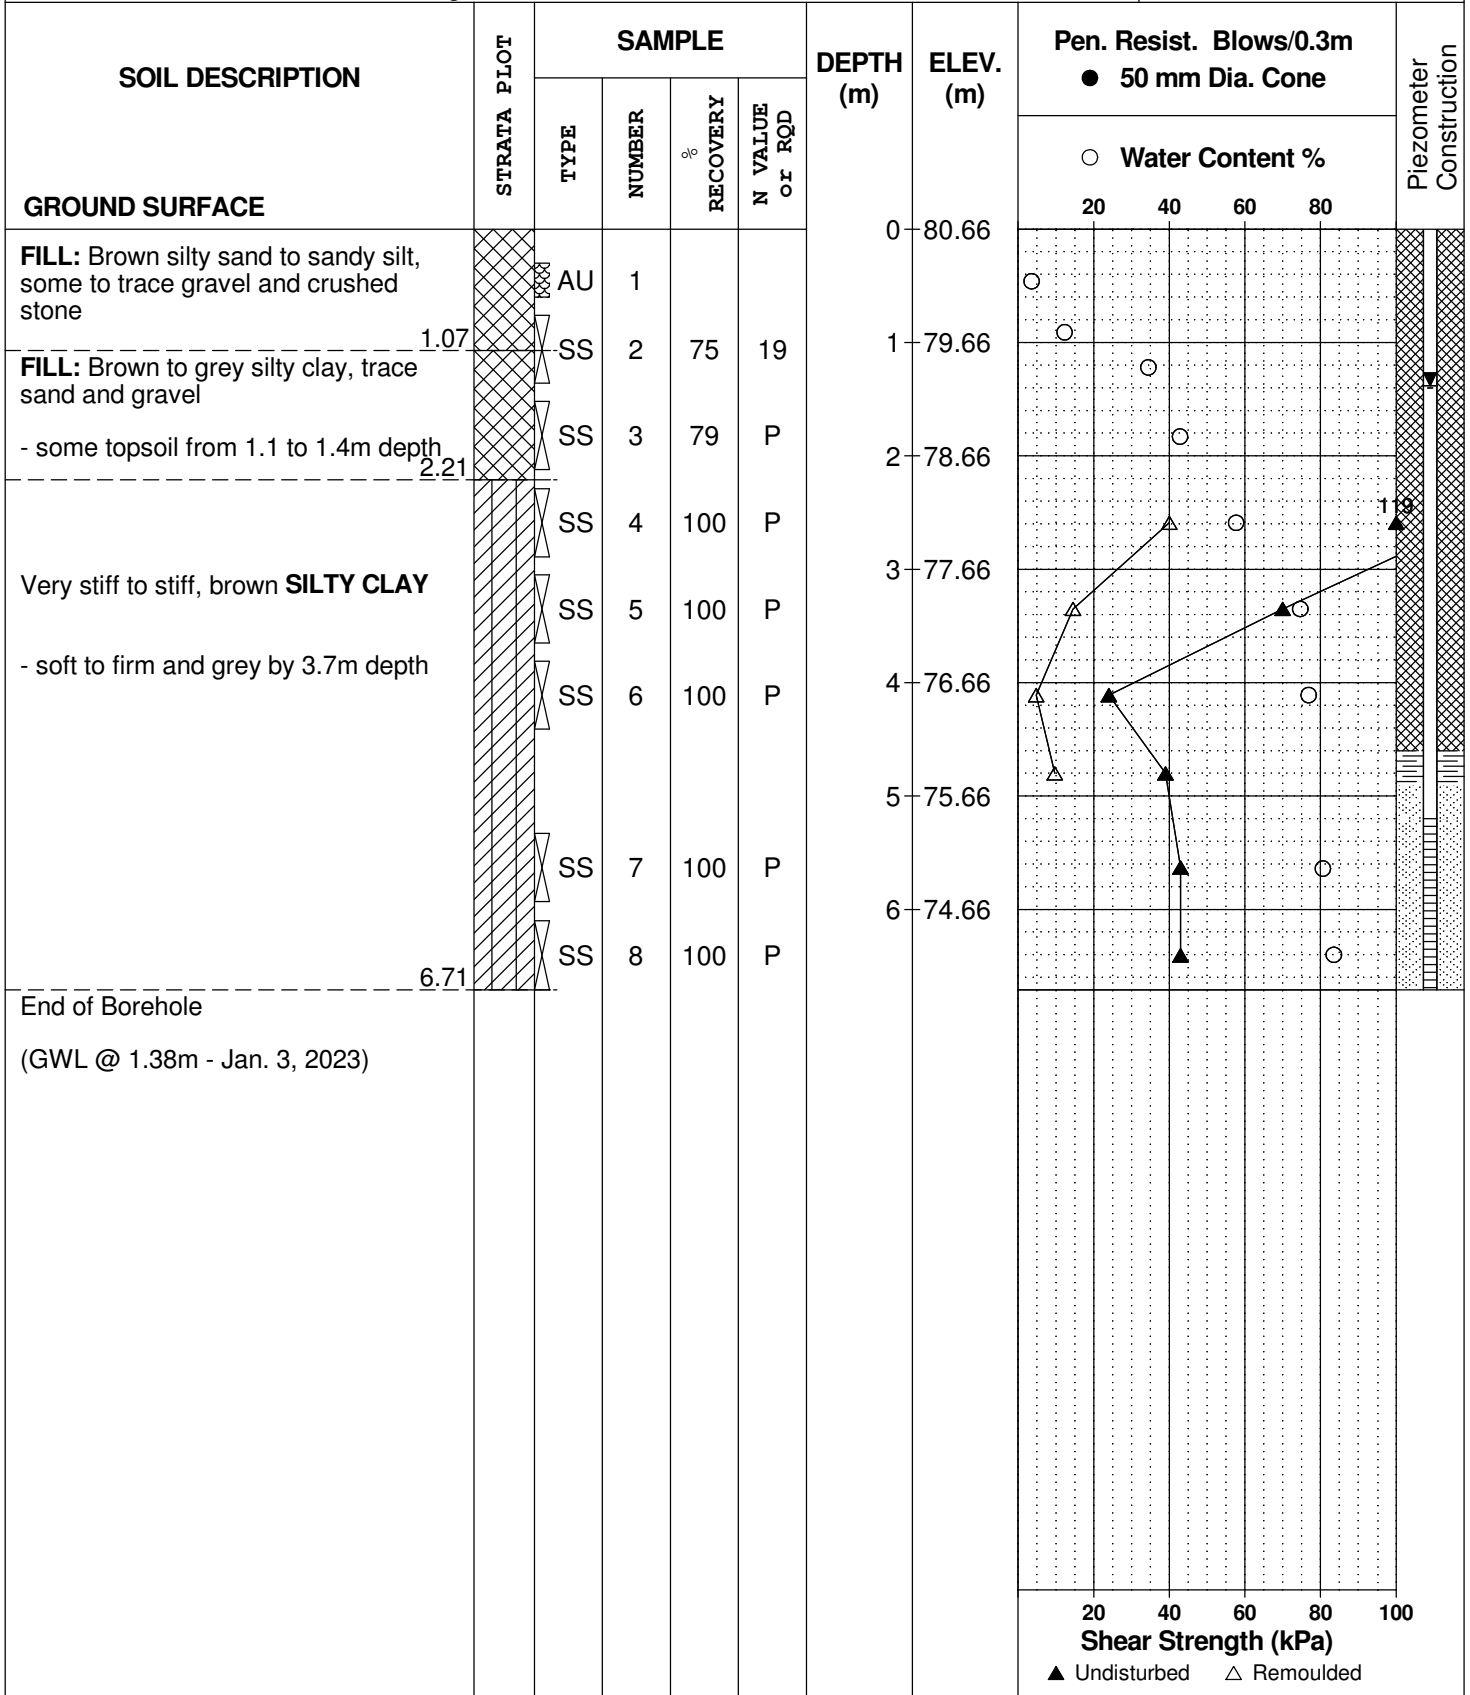 SOIL DESCRIPTION
GROUND SURFACE
STRATA PLOT
SAMPLE
TYPE
NUMBER
% RECOVERY
N VALUE or RQD
DEPTH (m)
ELEV. (m)
Pen. Resist. Blows/0.3m
● 50 mm Dia. Cone
○ Water Content %
20 40 60 80
Piezometer Construction
0 80.66
FILL: Brown silty sand to sandy silt,
some to trace gravel and crushed
stone
AU 1
1.07
SS 2 75 19
1 79.66
FILL: Brown to grey silty clay, trace
sand and gravel
- some topsoil from 1.1 to 1.4m depth
SS 3 79 P
2.21
2 78.66
119
SS 4 100 P
3 77.66
Very stiff to stiff, brown SILTY CLAY
SS 5 100 P
- soft to firm and grey by 3.7m depth
4 76.66
SS 6 100 P
5 75.66
SS 7 100 P
6 74.66
SS 8 100 P
6.71
End of Borehole
(GWL @ 1.38m - Jan. 3, 2023)
20 40 60 80 100
Shear Strength (kPa)
▲ Undisturbed △ Remoulded